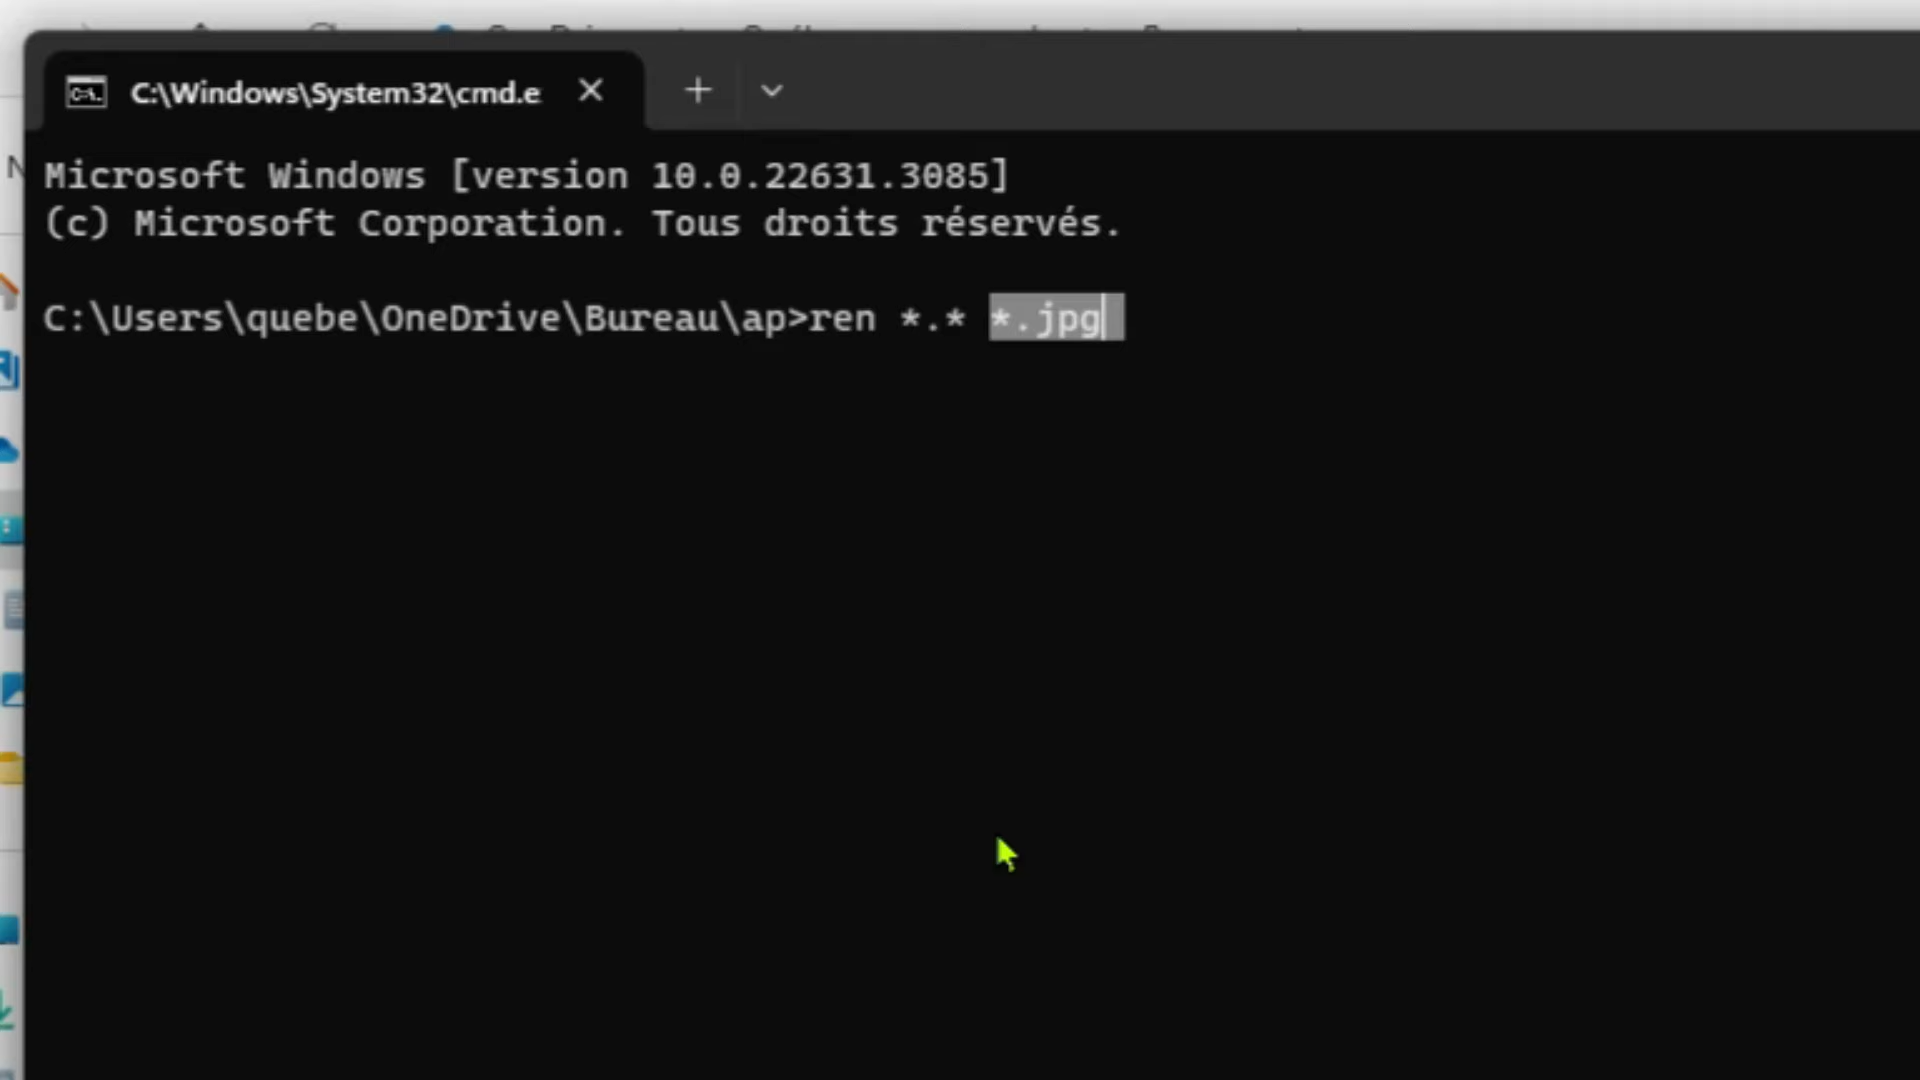 C:\Windows\System32\cmd.e
Microsoft Windows [version 10.0.22631.3085]
(c) Microsoft Corporation. Tous droits réservés.
C:\Users\quebe\OneDrive\Bureau\ap>ren *.* *.jpg